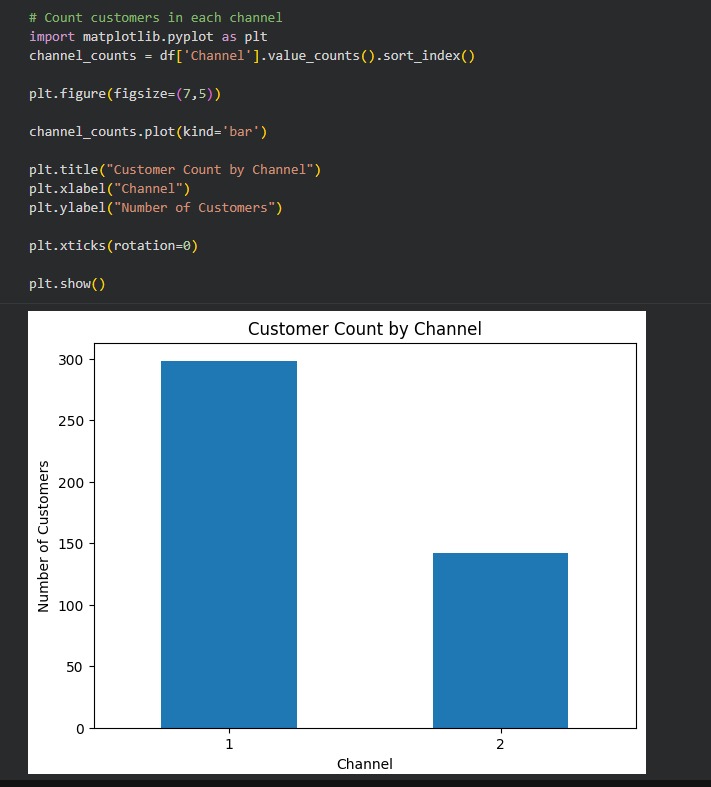 # Count customers in each channel
import matplotlib.pyplot as plt
channel_counts = df['Channel'].value_counts().sort_index()
plt.figure(figsize=(7,5))
channel_counts.plot(kind='bar')
plt.title("Customer Count by Channel")
plt.xlabel("Channel")
plt.ylabel("Number of Customers")
plt.xticks(rotation=0)
plt.show()
Customer Count by Channel
Number of Customers
300
250
200
150
100
50
0
1 2
Channel